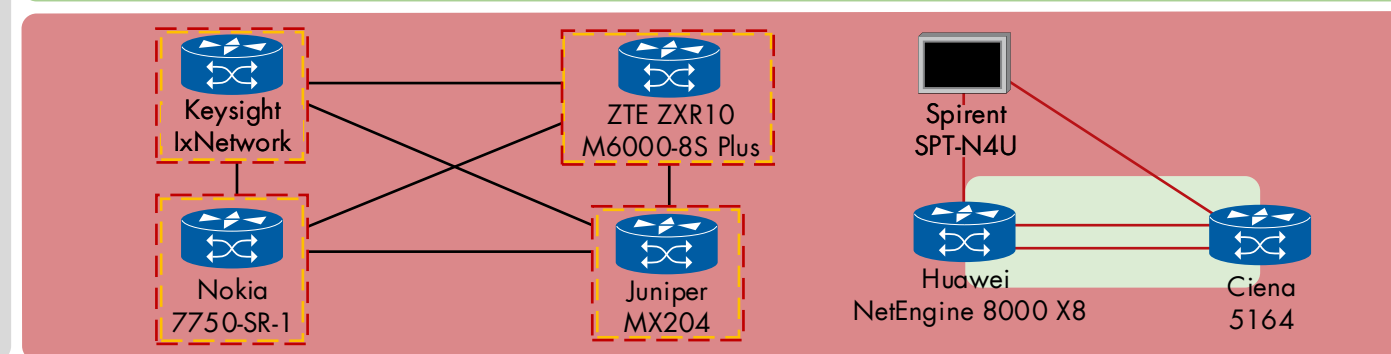 Keysight
IxNetwork
ZTE ZXR10
M6000-8S Plus
Spirent
SPT-N4U
Nokia
7750-SR-1
Juniper
MX204
Huawei
NetEngine 8000 X8
Ciena
5164